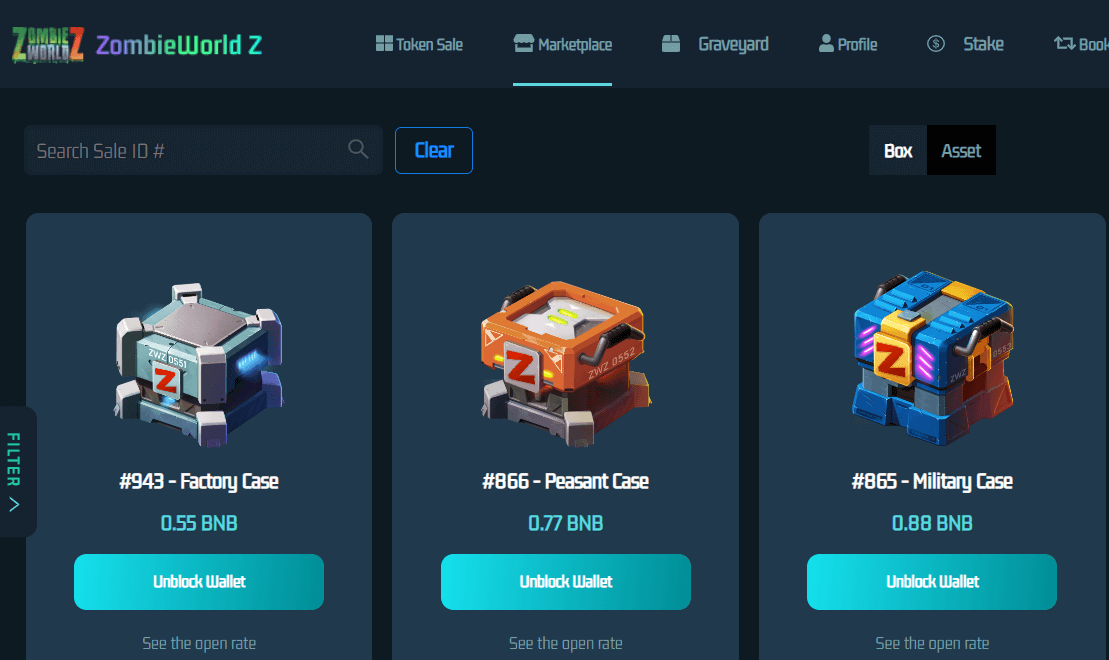 ZOMBIE WORLD Z
ZombieWorld Z
Token Sale
Marketplace
Graveyard
Profile
Stake
Book
Search Sale ID #
Clear
Box
Asset
FILTER
ZWZ 0551
Z
ZWZ 0552
Z
ZWZ
Z
#943 - Factory Case
#866 - Peasant Case
#865 - Military Case
0.55 BNB
0.77 BNB
0.88 BNB
Unblock Wallet
Unblock Wallet
Unblock Wallet
See the open rate
See the open rate
See the open rate